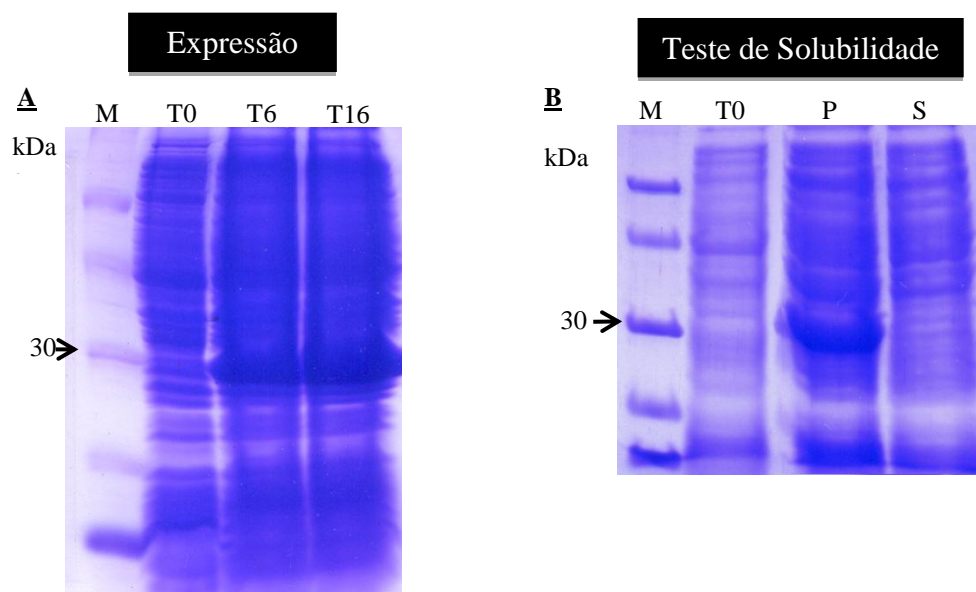 Expressão
A
M T0 T6 T16
kDa
30
Teste de Solubilidade
B
M T0 P S
kDa
30